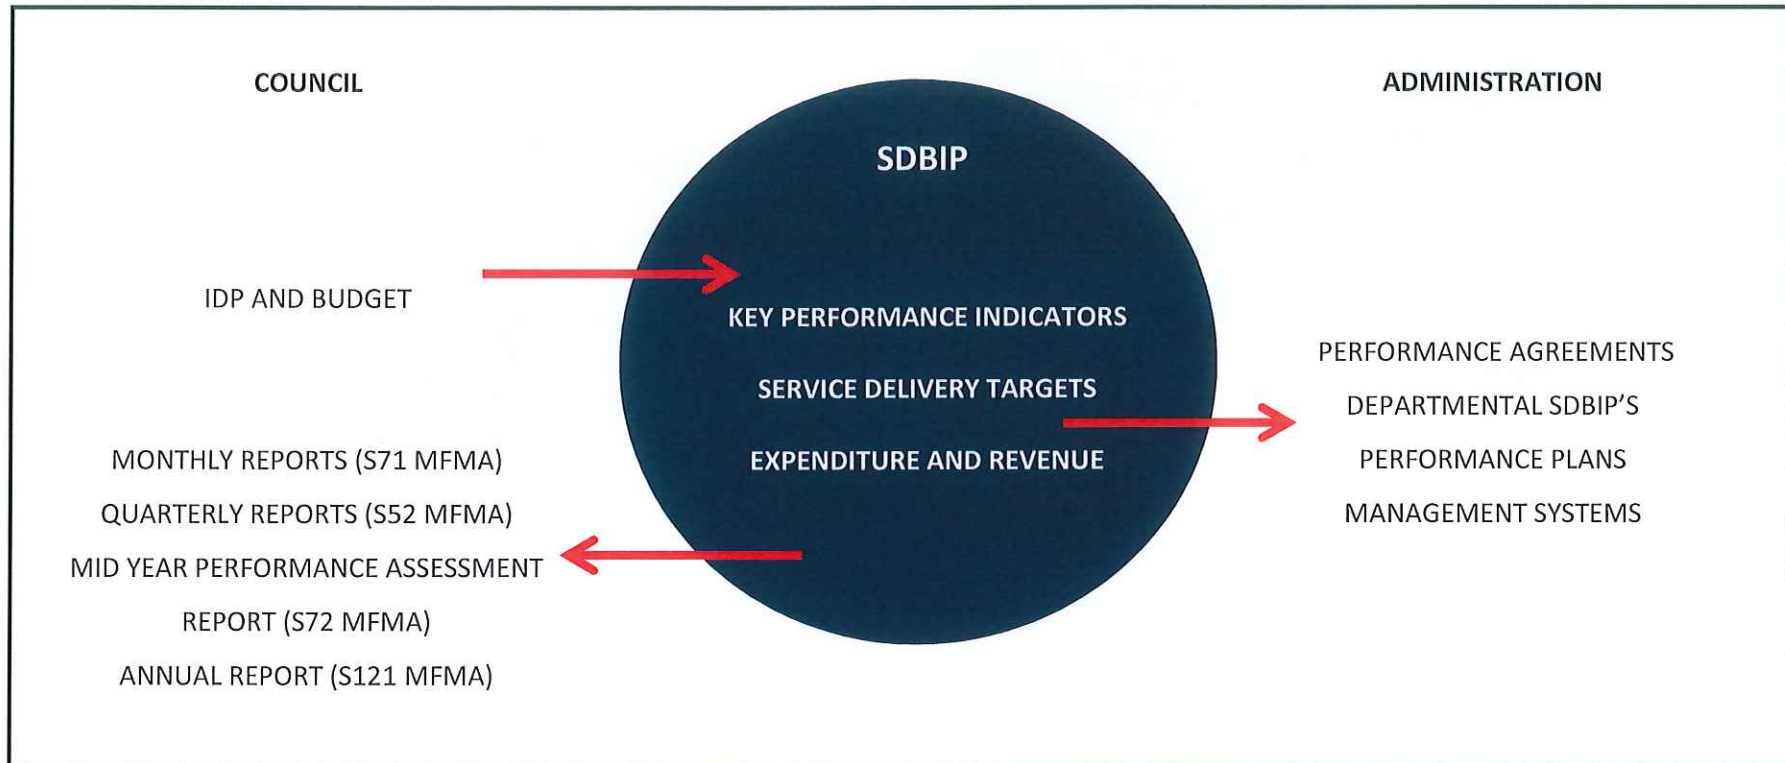 COUNCIL
ADMINISTRATION
SDBIP
IDP AND BUDGET
KEY PERFORMANCE INDICATORS
SERVICE DELIVERY TARGETS
EXPENDITURE AND REVENUE
PERFORMANCE AGREEMENTS
DEPARTMENTAL SDBIP'S
PERFORMANCE PLANS
MANAGEMENT SYSTEMS
MONTHLY REPORTS (S71 MFMA)
QUARTERLY REPORTS (S52 MFMA)
MID YEAR PERFORMANCE ASSESSMENT
REPORT (S72 MFMA)
ANNUAL REPORT (S121 MFMA)